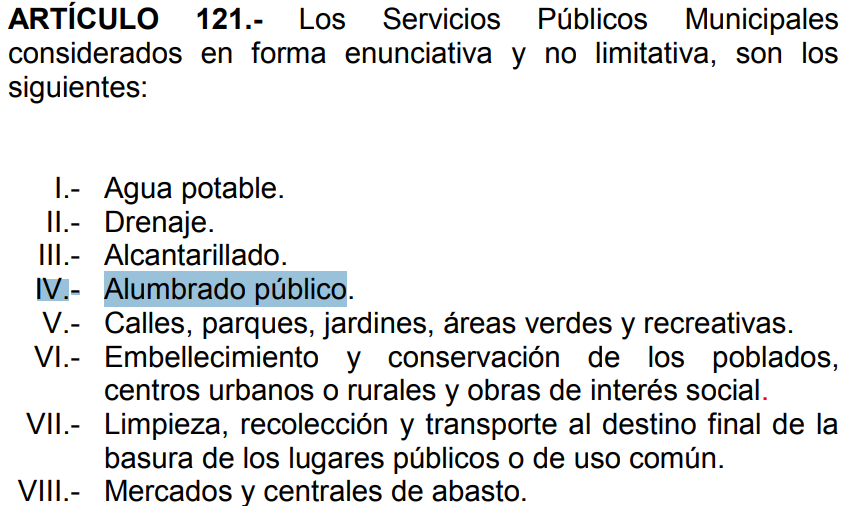 ARTÍCULO 121.- Los Servicios Públicos Municipales
considerados en forma enunciativa y no limitativa, son los
siguientes:
I.- Agua potable.
II.- Drenaje.
III.- Alcantarillado.
IV.- Alumbrado público.
V.- Calles, parques, jardines, áreas verdes y recreativas.
VI.- Embellecimiento y conservación de los poblados,
centros urbanos o rurales y obras de interés social.
VII.- Limpieza, recolección y transporte al destino final de la
basura de los lugares públicos o de uso común.
VIII.- Mercados y centrales de abasto.